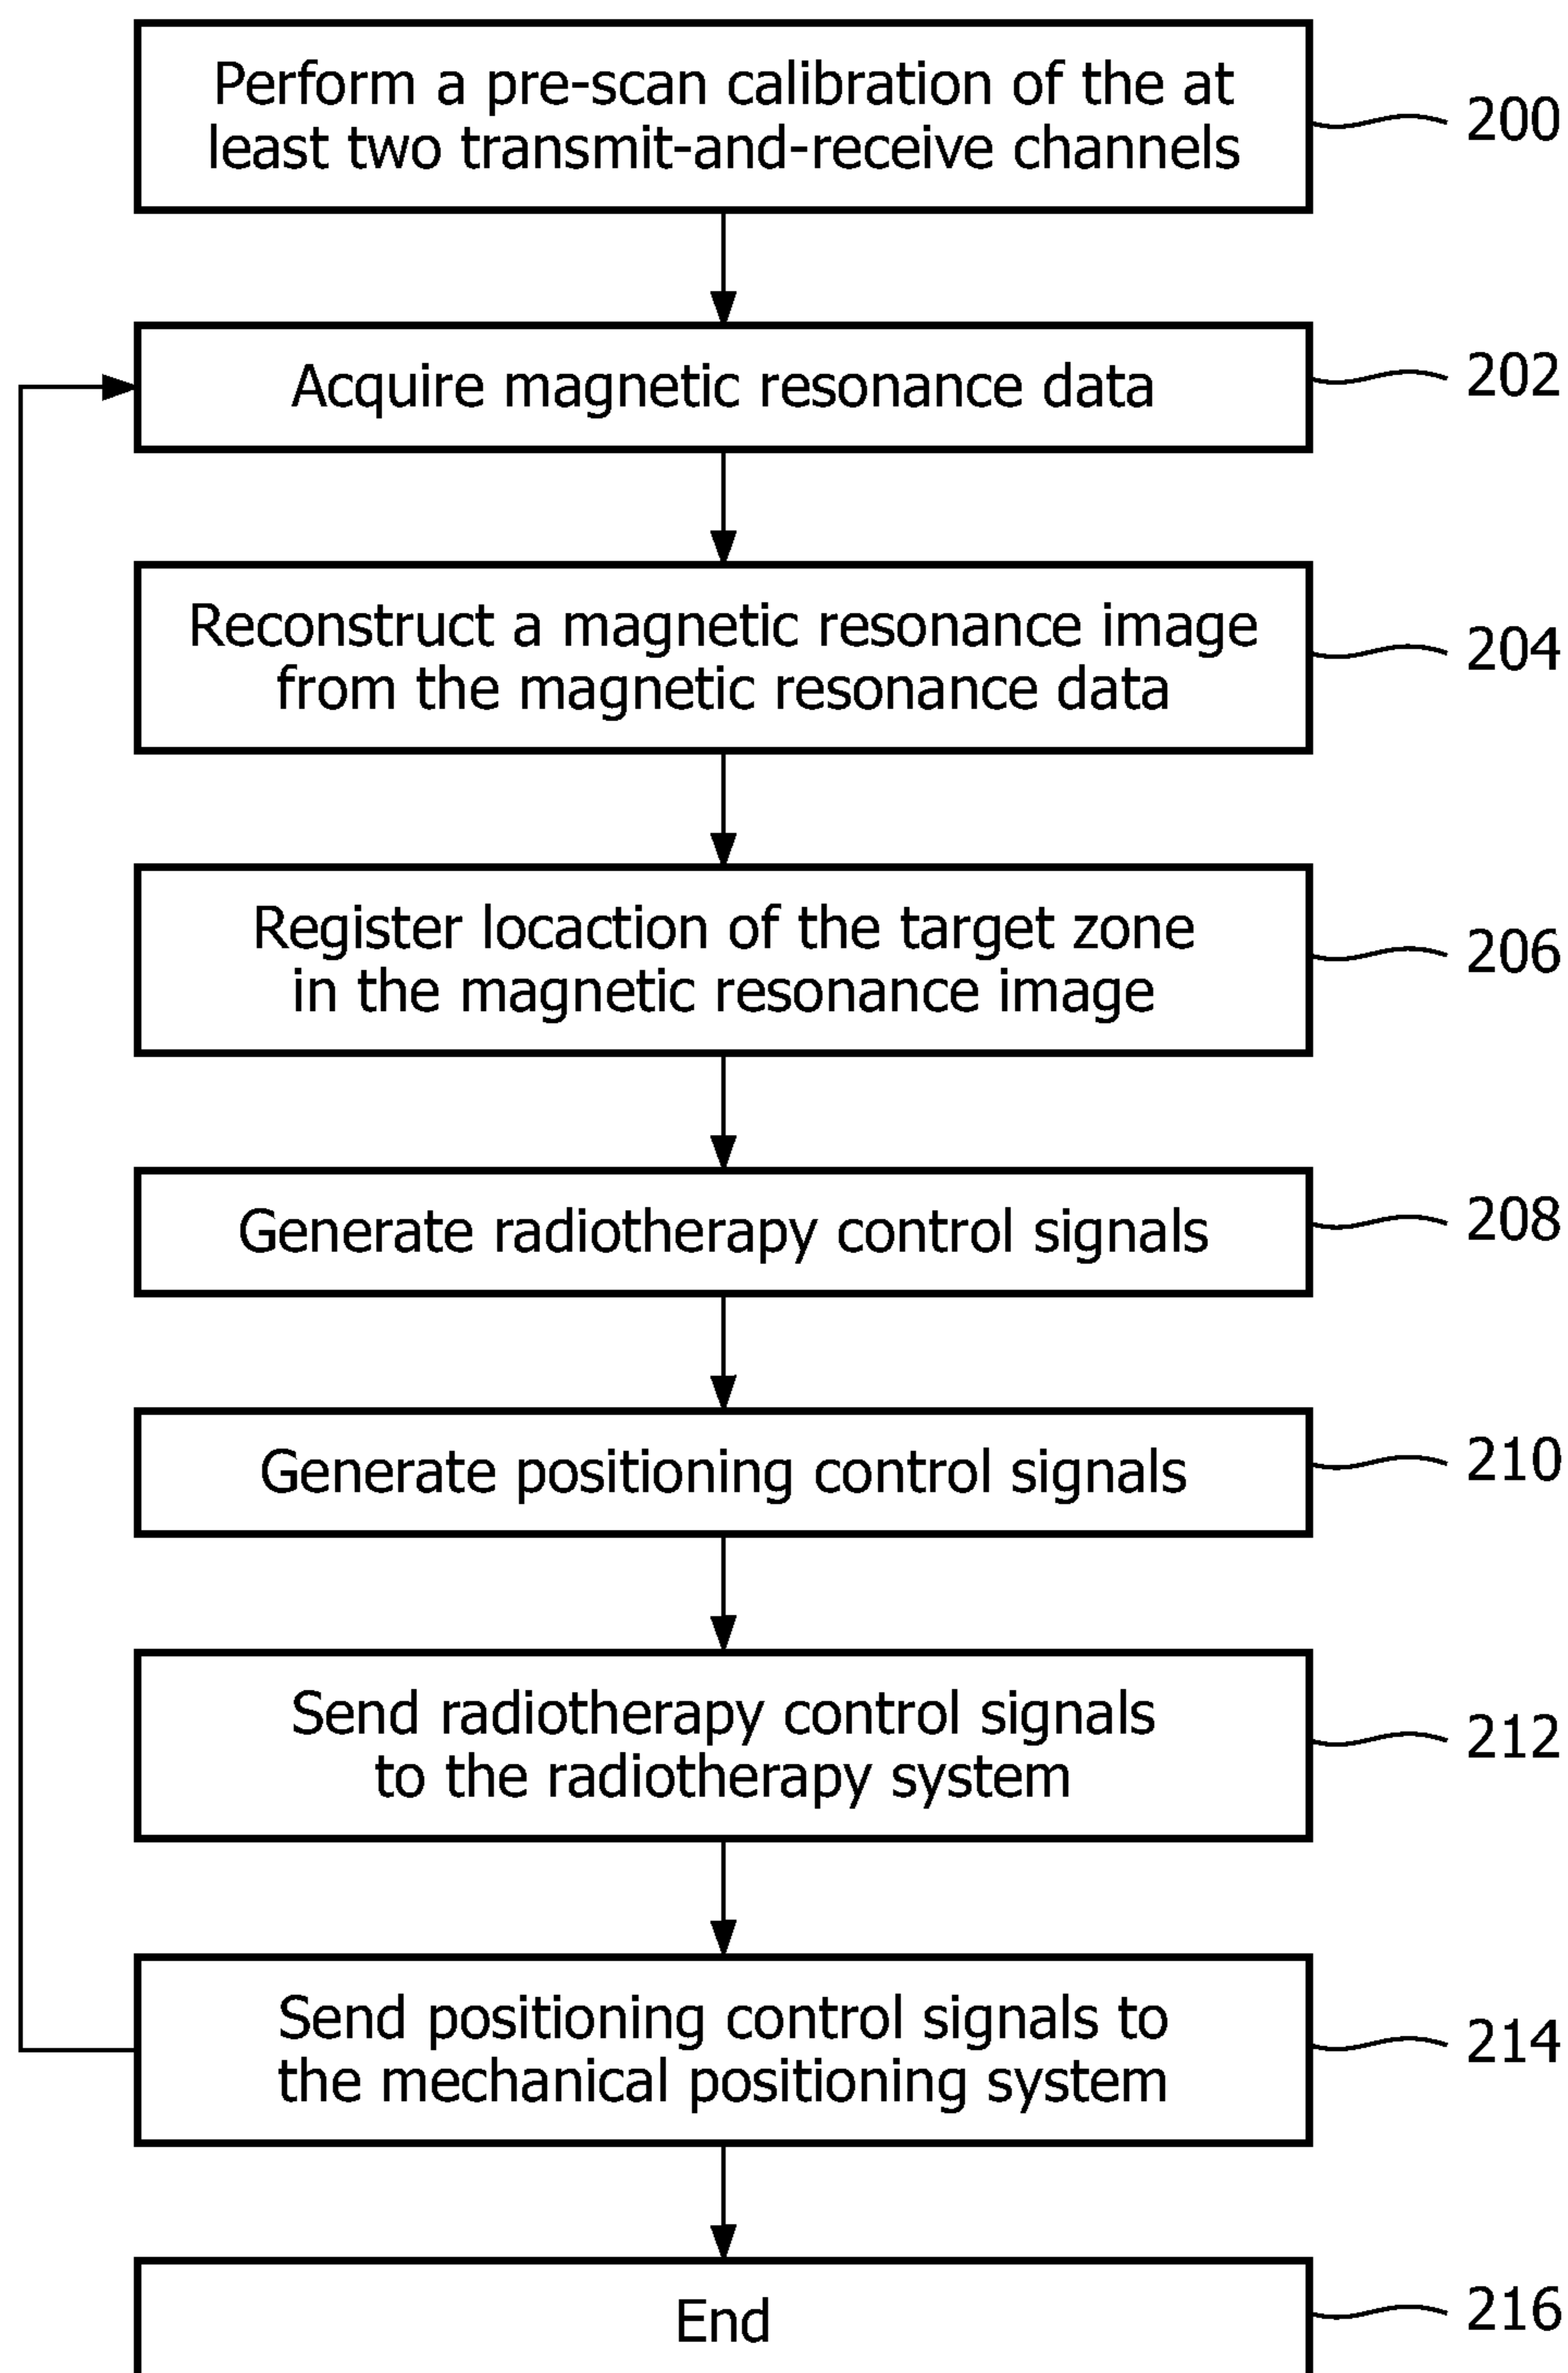 Perform a pre-scan calibration of the at
least two transmit-and-receive channels
200
Acquire magnetic resonance data
202
Reconstruct a magnetic resonance image
from the magnetic resonance data
204
Register locaction of the target zone
in the magnetic resonance image
206
Generate radiotherapy control signals
208
Generate positioning control signals
210
Send radiotherapy control signals
to the radiotherapy system
212
Send positioning control signals to
the mechanical positioning system
214
End
216